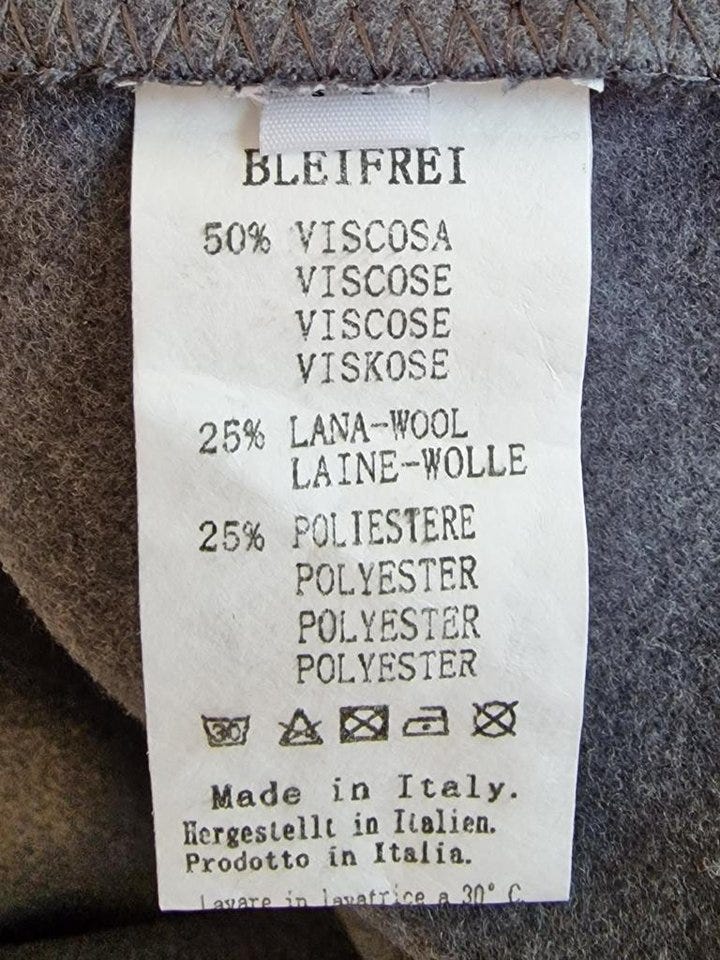 BLEIFREI
50% VISCOSA
VISCOSE
VISCOSE
VISKOSE
25% LANA-WOOL
LAINE-WOLLE
25% POLIESTERE
POLYESTER
POLYESTER
POLYESTER
30
Made in Italy.
Hergestellt in Italien.
Prodotto in Italia.
Lavare in lavatrice a 30° C